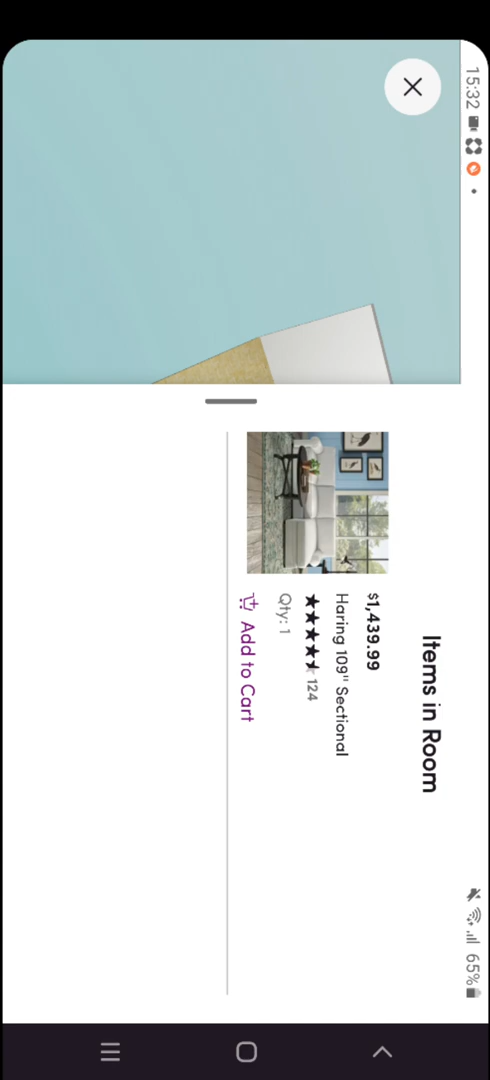 15:32
65%
Items in Room
$1,439.99
Haring 109" Sectional
124
Qty: 1
Add to Cart